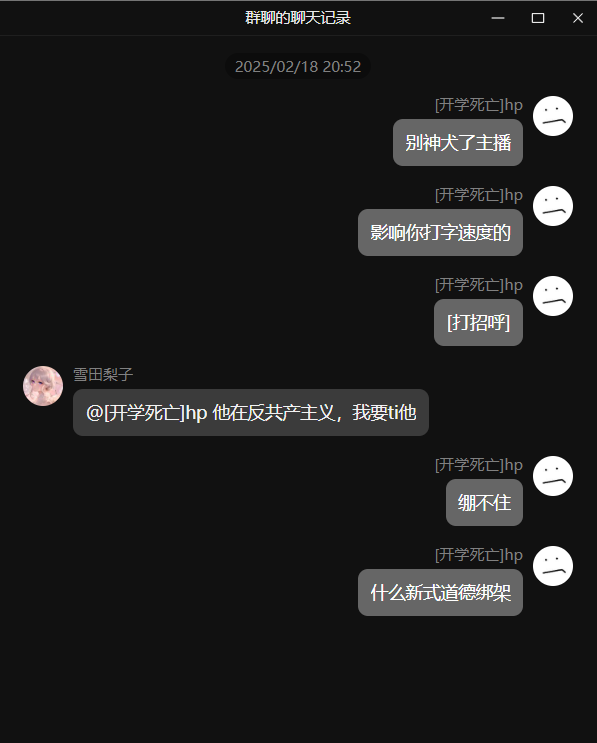 群聊的聊天记录
2025/02/18 20:52
[开学死亡]hp
别神犬了主播
[开学死亡]hp
影响你打字速度的
[开学死亡]hp
[打招呼]
雪田梨子
@[开学死亡]hp 他在反共产主义，我要ti他
[开学死亡]hp
绷不住
[开学死亡]hp
什么新式道德绑架